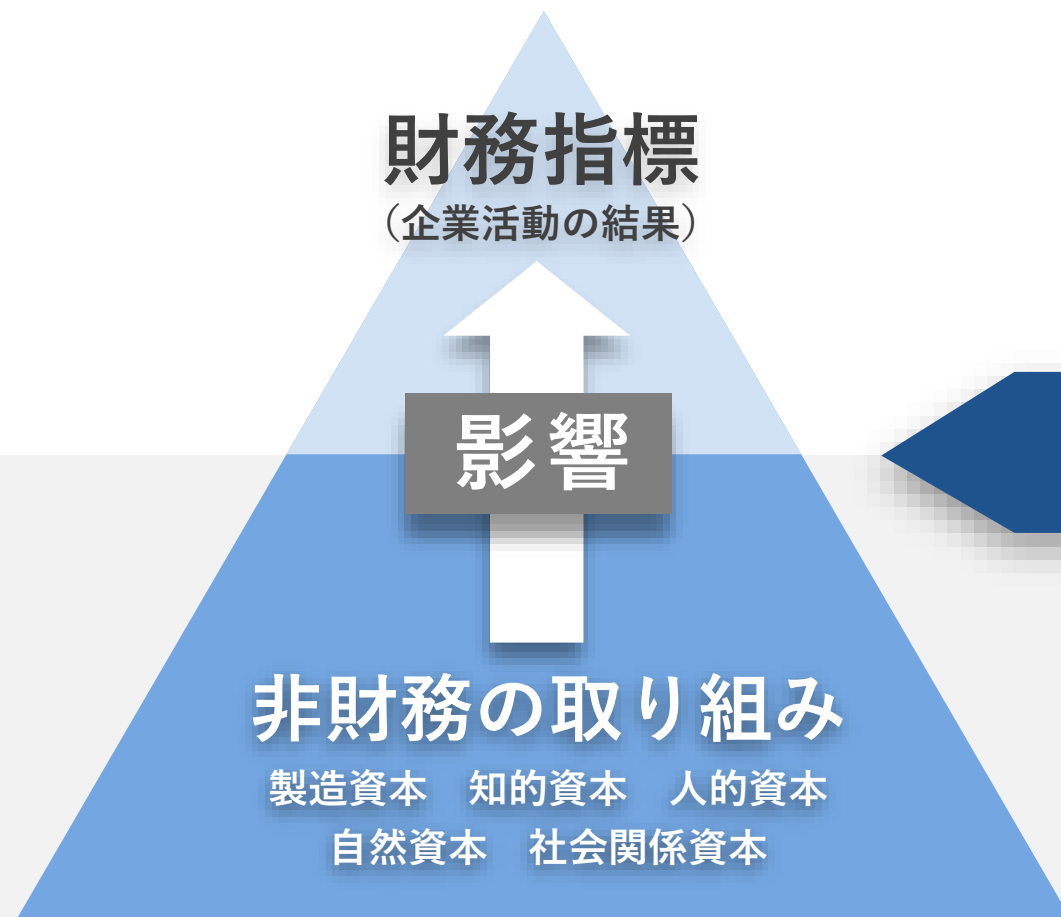 財務指標
（企業活動の結果）
影響
非財務の取り組み
製造資本　知的資本　人的資本
自然資本　社会関係資本